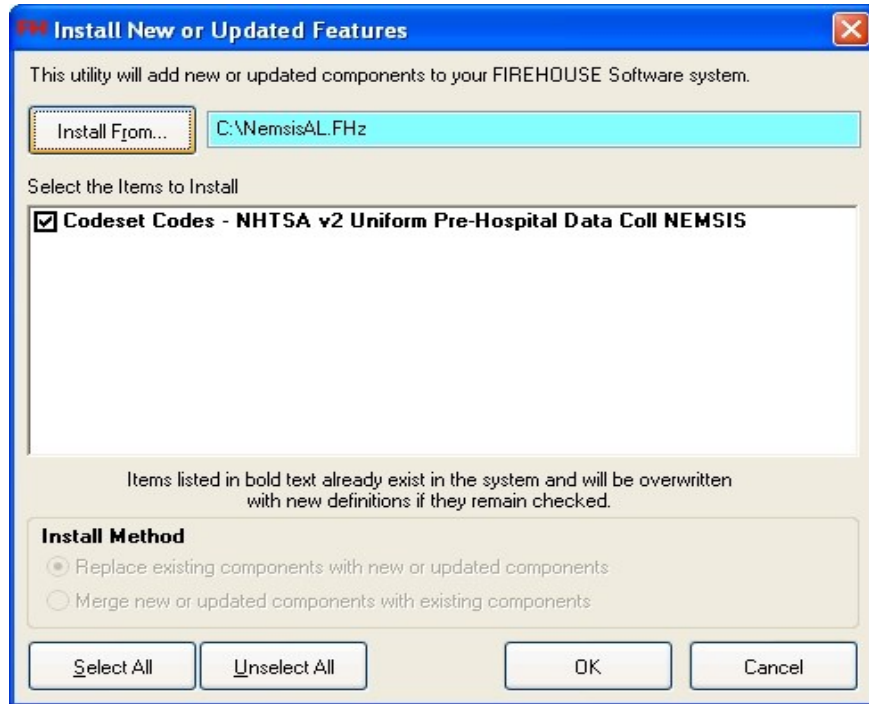 FH Install New or Updated Features
This utility will add new or updated components to your FIREHOUSE Software system.
Install From... C:\NemsisAL.FHz
Select the Items to Install
Codeset Codes - NHTSA v2 Uniform Pre-Hospital Data Coll NEMSIS
Items listed in bold text already exist in the system and will be overwritten
with new definitions if they remain checked.
Install Method
Replace existing components with new or updated components
Merge new or updated components with existing components
Select All Unselect All OK Cancel